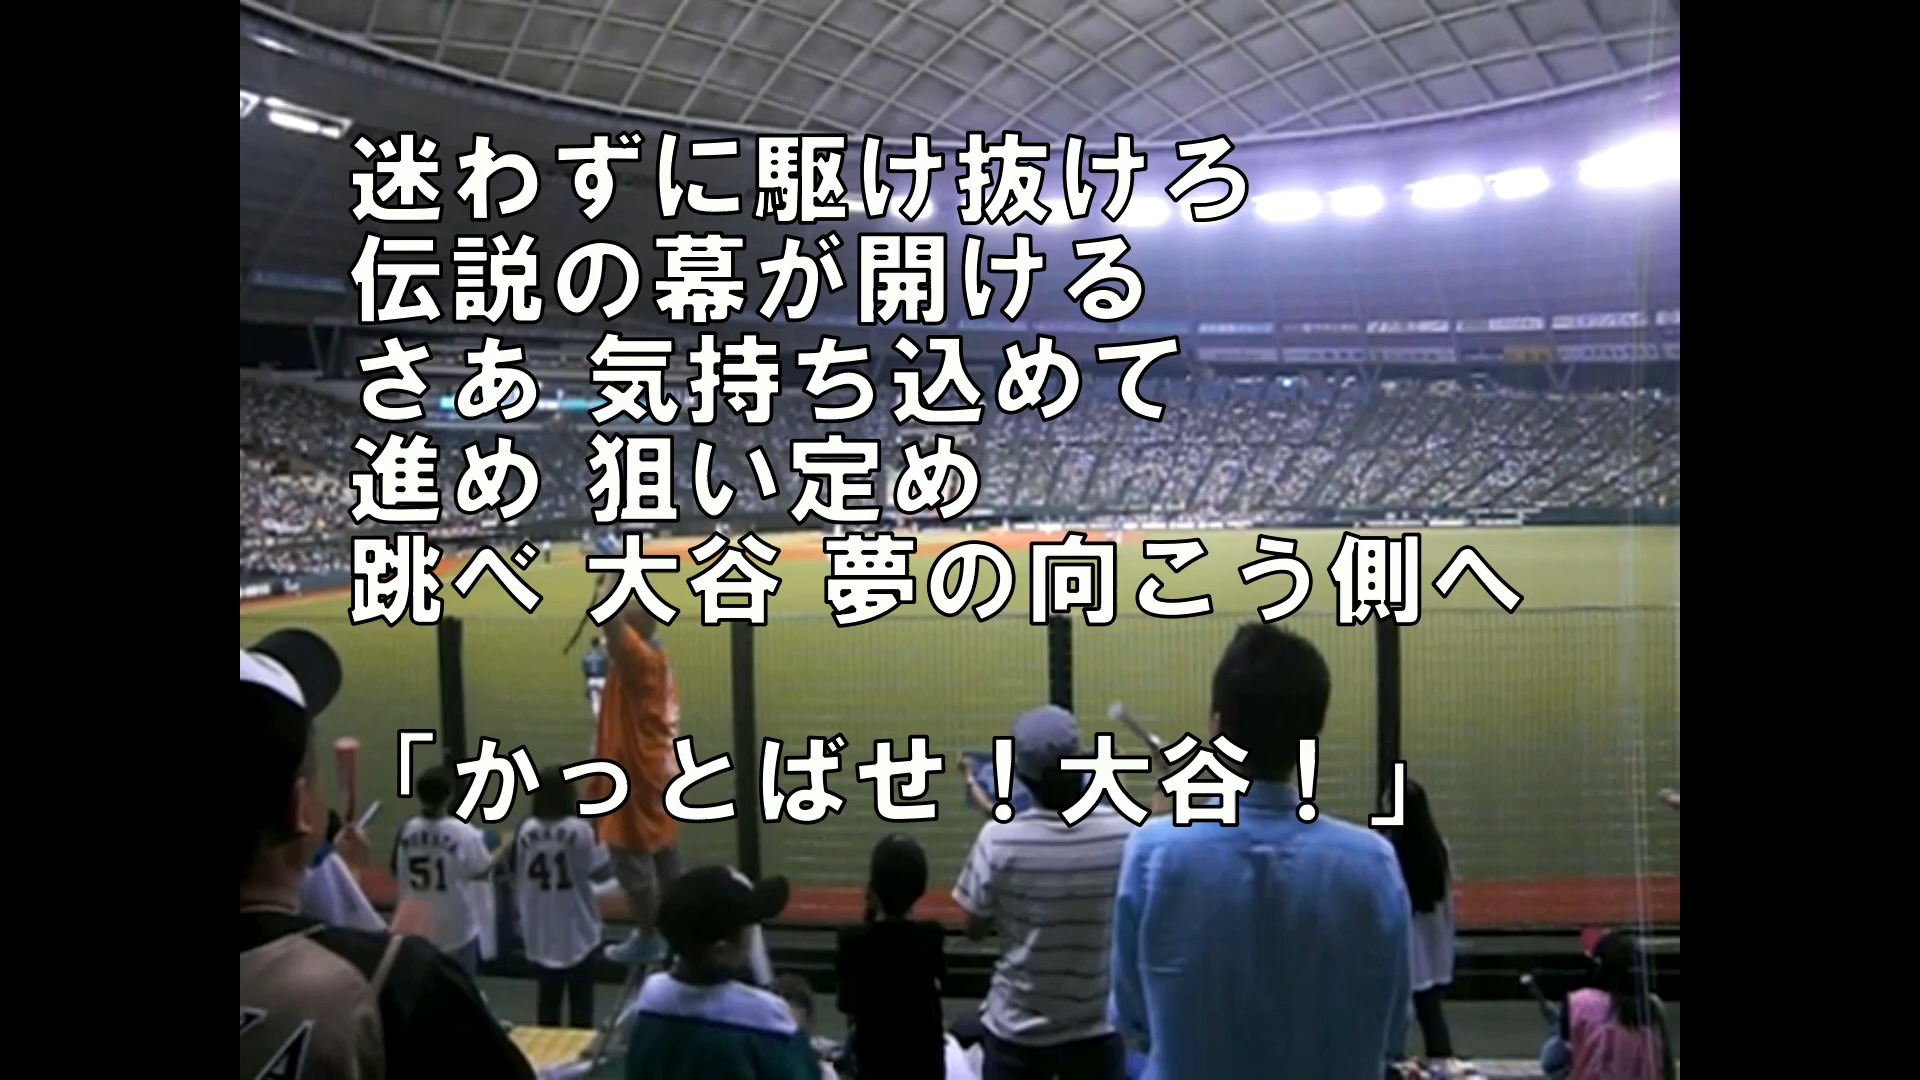 迷わずに駆け抜けろ
伝説の幕が開ける
さあ 気持ち込めて
進め 狙い定め
跳べ 大谷 夢の向こう側へ
「かっとばせ！大谷！」
51
41